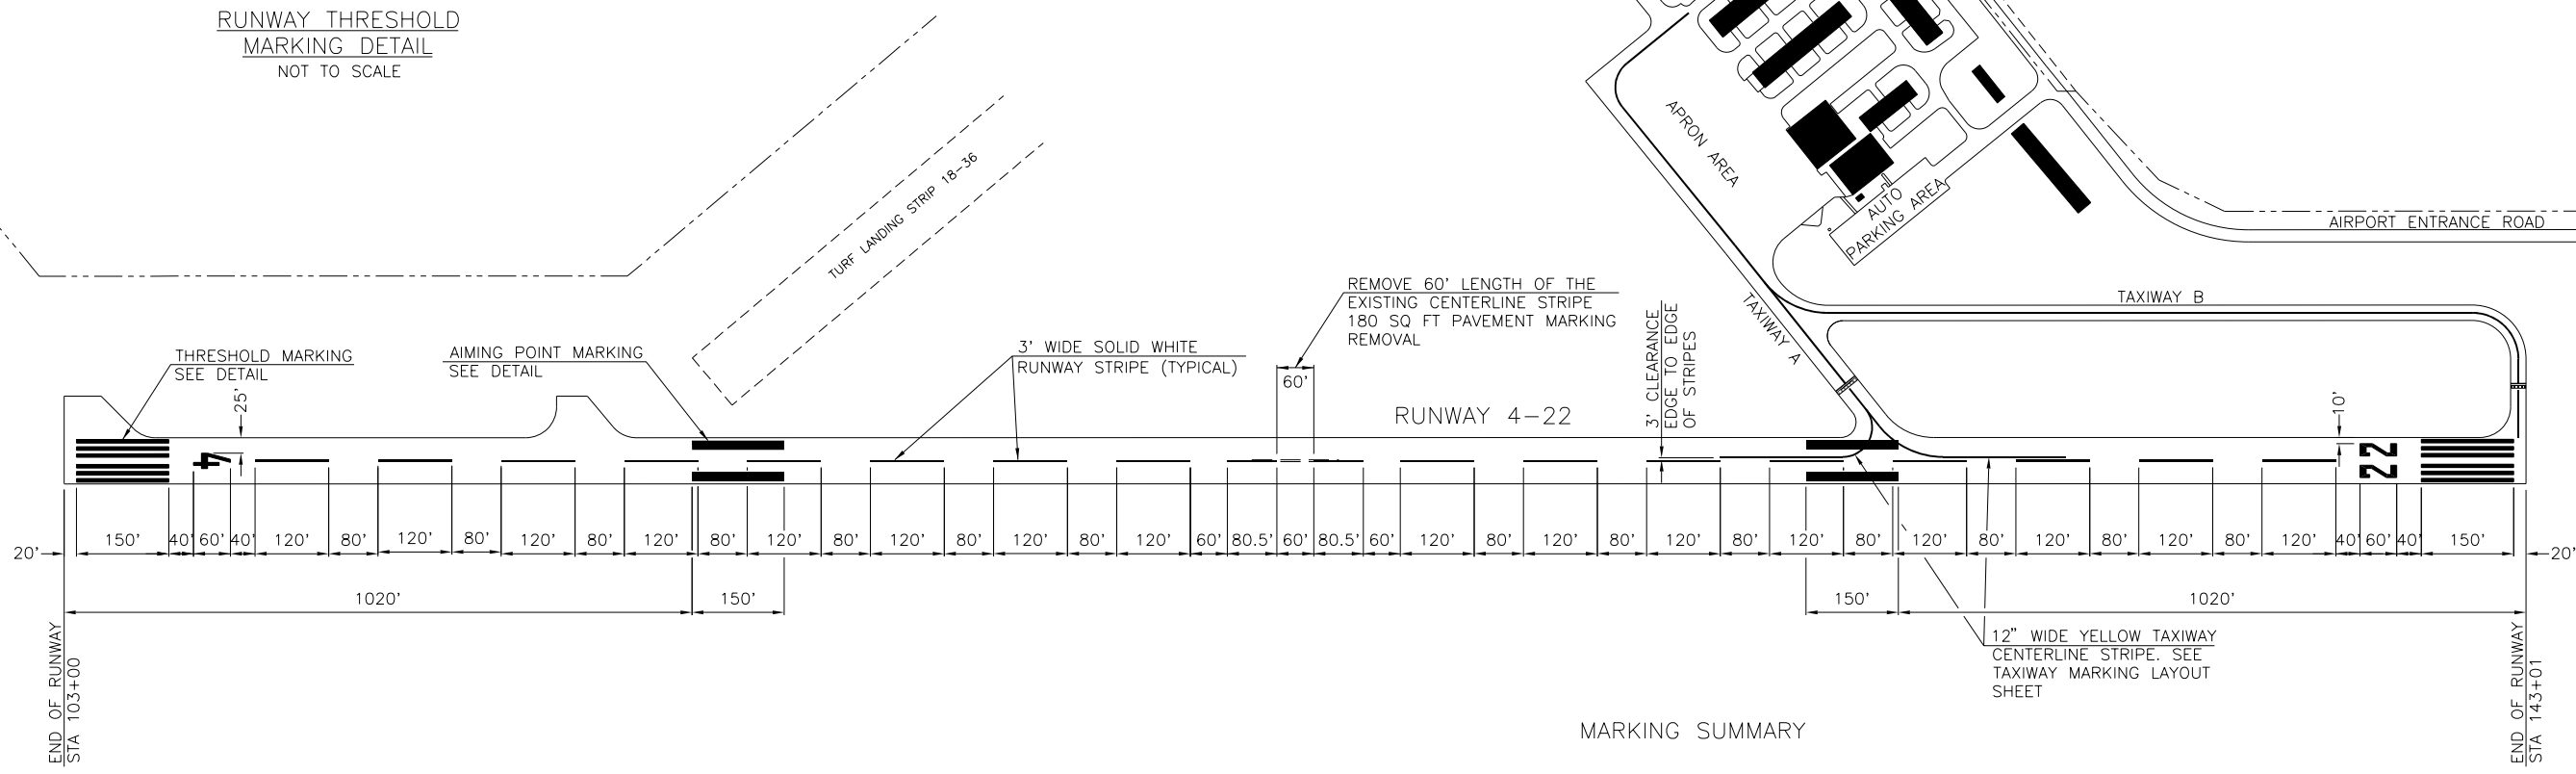 RUNWAY THRESHOLD
MARKING DETAIL
NOT TO SCALE
TURF LANDING STRIP 18-36
APRON AREA
AUTO
PARKING AREA
AIRPORT ENTRANCE ROAD
TAXIWAY B
TAXIWAY A
REMOVE 60' LENGTH OF THE
EXISTING CENTERLINE STRIPE
180 SQ FT PAVEMENT MARKING
REMOVAL
60'
THRESHOLD MARKING
SEE DETAIL
25'
AIMING POINT MARKING
SEE DETAIL
3' WIDE SOLID WHITE
RUNWAY STRIPE (TYPICAL)
RUNWAY 4-22
3' CLEARANCE
EDGE TO EDGE
OF STRIPES
10'
4
22
20' 150' 40' 60' 40' 120' 80' 120' 80' 120' 80' 120' 80' 120' 80' 120' 80' 120' 80' 120' 60' 80.5' 60' 80.5' 60' 120' 80' 120' 80' 120' 80' 120' 80' 120' 80' 120' 80' 120' 80' 120' 40' 60' 40' 150' 20'
1020' 150' 150' 1020'
END OF RUNWAY
STA 103+00
12" WIDE YELLOW TAXIWAY
CENTERLINE STRIPE. SEE
TAXIWAY MARKING LAYOUT
SHEET
END OF RUNWAY
STA 143+01
MARKING SUMMARY